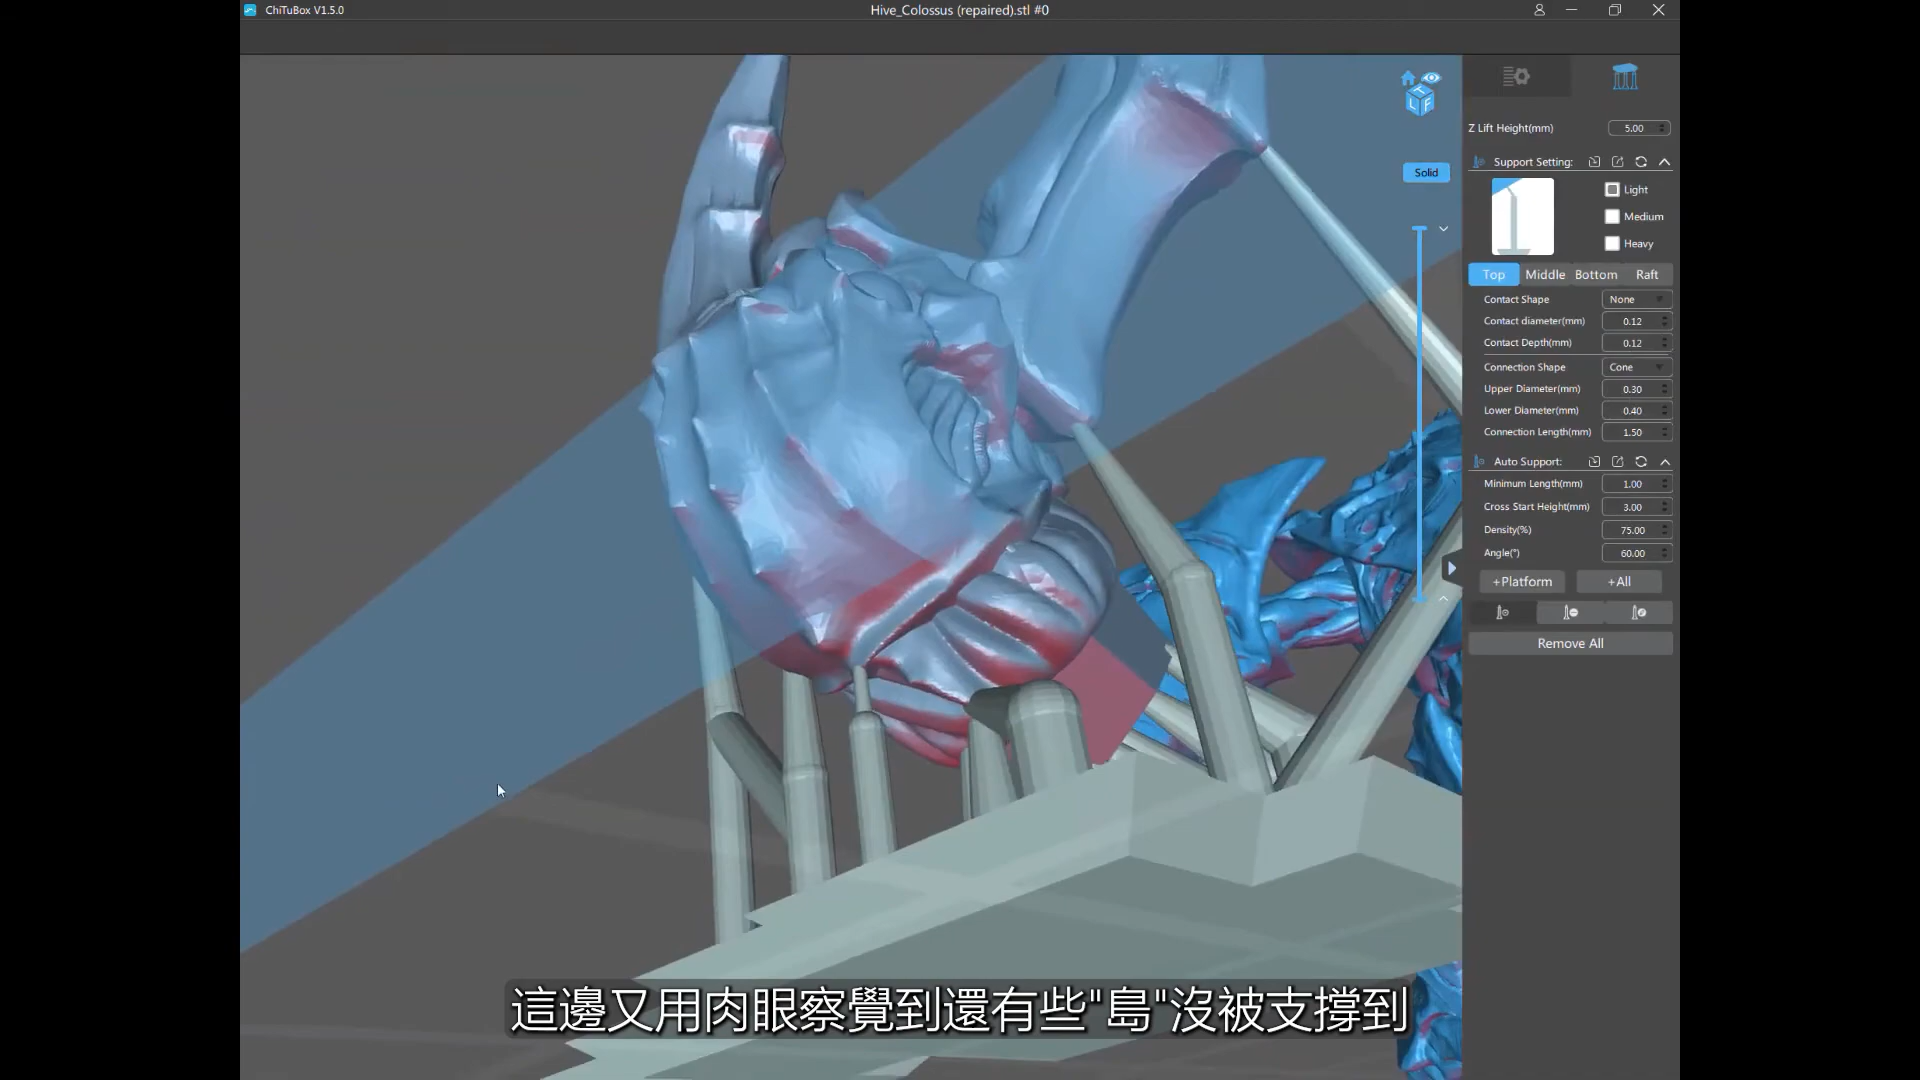 ChiTuBox V1.5.0
Hive_Colossus (repaired).stl #0
Z Lift Height(mm) 5.00
Solid
Support Setting:
Light
Medium
Heavy
Top Middle Bottom Raft
Contact Shape None
Contact diameter(mm) 0.12
Contact Depth(mm) 0.12
Connection Shape Cone
Upper Diameter(mm) 0.30
Lower Diameter(mm) 0.40
Connection Length(mm) 1.50
Auto Support:
Minimum Length(mm) 1.00
Cross Start Height(mm) 3.00
Density(%) 75.00
Angle(°) 60.00
+Platform +All
Remove All
這邊又用肉眼察覺到還有些"島"沒被支撐到
T
L F